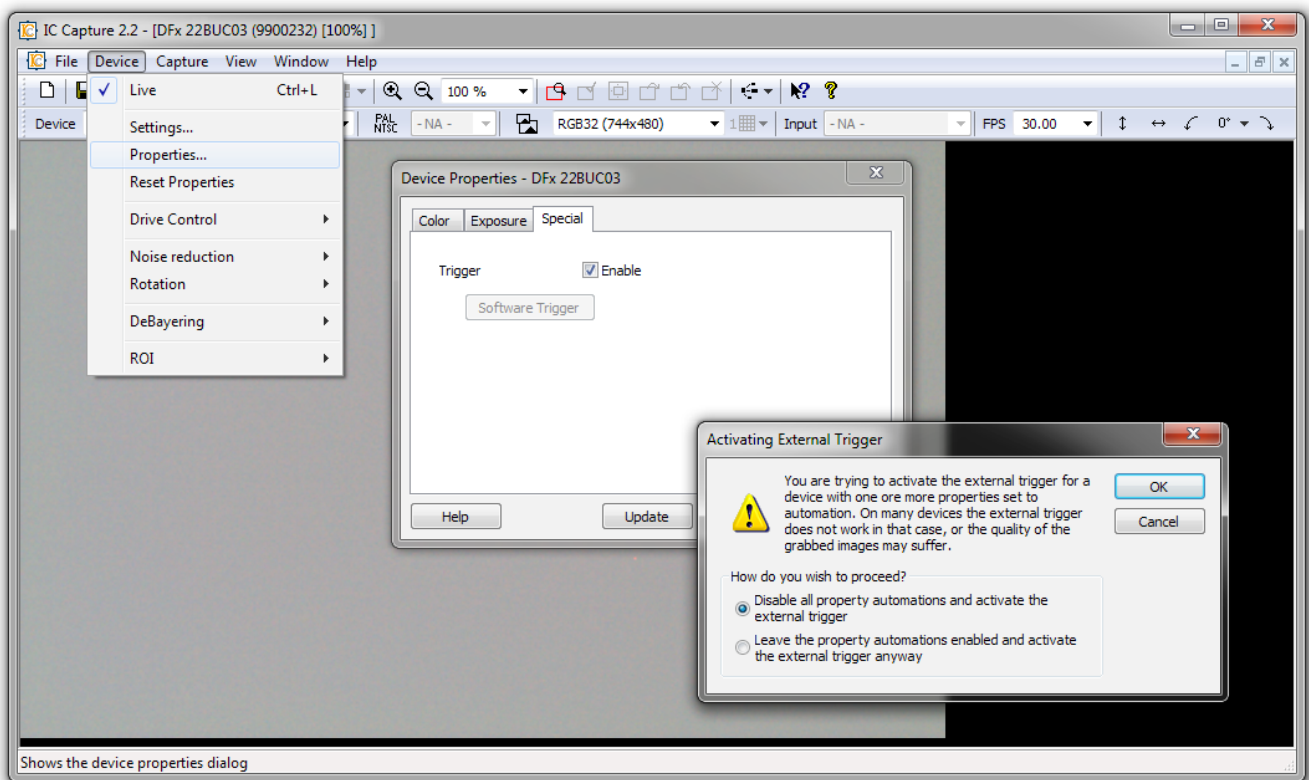 IC Capture 2.2 - [DFx 22BUC03 (9900232) [100%] ]
File Device Capture View Window Help
100 %
Device PAL NTSC - NA - RGB32 (744x480) 1 Input - NA - FPS 30.00 0°
Live Ctrl+L
Settings...
Properties...
Reset Properties
Drive Control
Noise reduction
Rotation
DeBayering
ROI
Device Properties - DFx 22BUC03
Color Exposure Special
Trigger Enable
Software Trigger
Help Update
Activating External Trigger
You are trying to activate the external trigger for a
device with one ore more properties set to
automation. On many devices the external trigger
does not work in that case, or the quality of the
grabbed images may suffer.
OK
Cancel
How do you wish to proceed?
Disable all property automations and activate the
external trigger
Leave the property automations enabled and activate
the external trigger anyway
Shows the device properties dialog